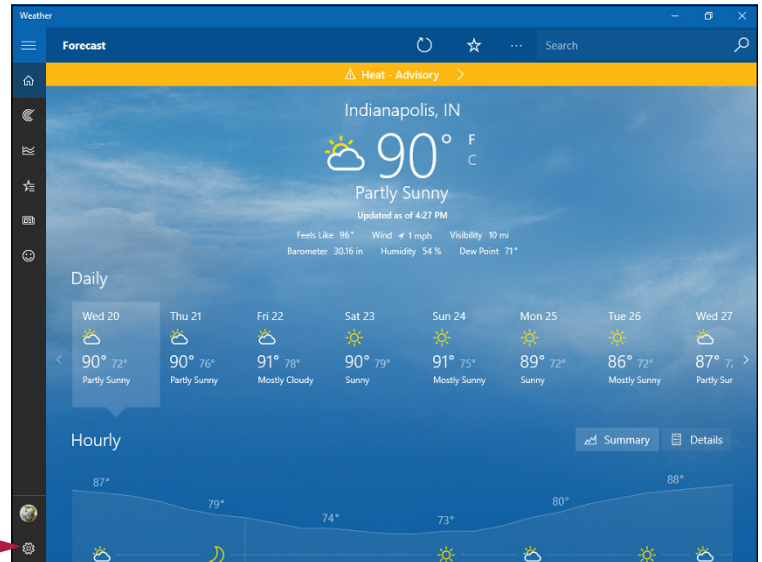 Weather
Forecast ... Search
Heat - Advisory
Indianapolis, IN
90° F
C
Partly Sunny
Updated as of 4:27 PM
Feels Like 96° Wind 1 mph Visibility 10 mi
Barometer 30.16 in Humidity 54 % Dew Point 71°
Daily
Wed 20 Thu 21 Fri 22 Sat 23 Sun 24 Mon 25 Tue 26 Wed 27
90° 72° 90° 76° 91° 78° 90° 79° 91° 75° 89° 72° 86° 72° 87°
Partly Sunny Partly Sunny Mostly Cloudy Sunny Mostly Sunny Sunny Mostly Sunny Partly Sur
Hourly Summary Details
87° 79° 74° 73° 80° 88°